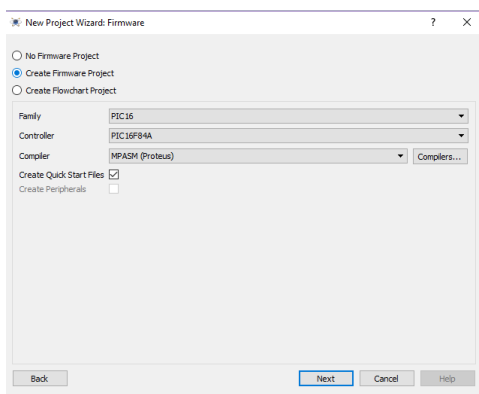 New Project Wizard: Firmware ? ×
No Firmware Project
Create Firmware Project
Create Flowchart Project
Family PIC16
Controller PIC16F84A
Compiler MPASM (Proteus) Compilers...
Create Quick Start Files
Create Peripherals
Back Next Cancel Help